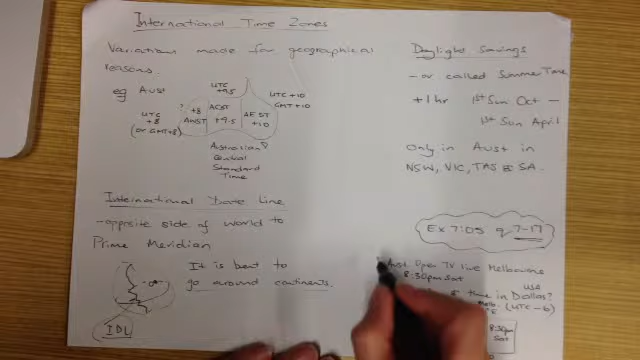 International Time Zones
Variations made for geographical
reasons.
eg Aust
UTC
+9.5
UTC +10
GMT +10
UTC
+8
(or GMT+8)
+8
AWST
ACST
+9.5
AEST
+10
Australian
Central
Standard
Time
International Date Line
- opposite side of world to
Prime Meridian
It is bent to
go around continents.
IDL
Daylight Savings
- or called Summer Time
+1hr 1st Sun Oct -
1st Sun April
Only in Aust in
NSW, VIC, TAS & SA.
Ex 7:05 q 7-17
Aust Open TV live Melbourne
8:30pm Sat
USA
time in Dallas?
(UTC-6)
8:30pm
Sat